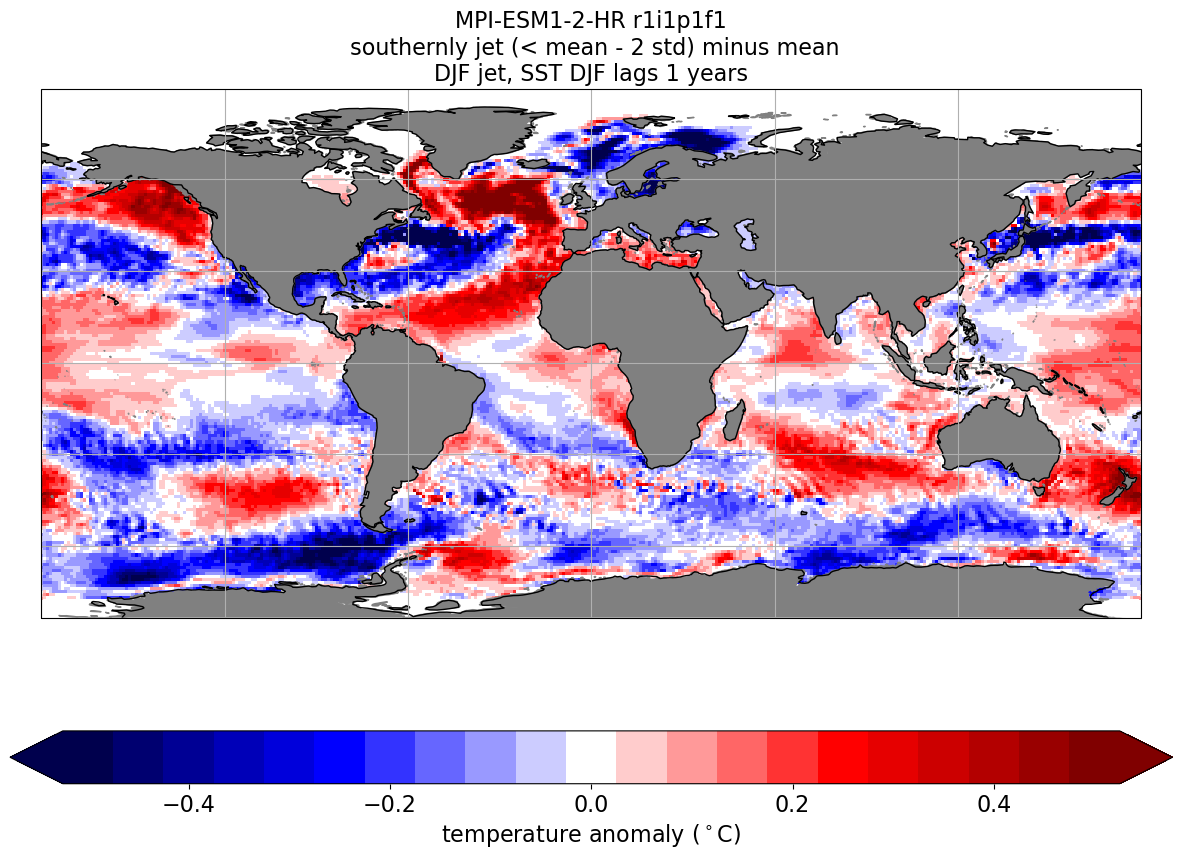 MPI-ESM1-2-HR r1i1p1f1
southernly jet (< mean - 2 std) minus mean
DJF jet, SST DJF lags 1 years
−0.4 −0.2 0.0 0.2 0.4
temperature anomaly (°C)